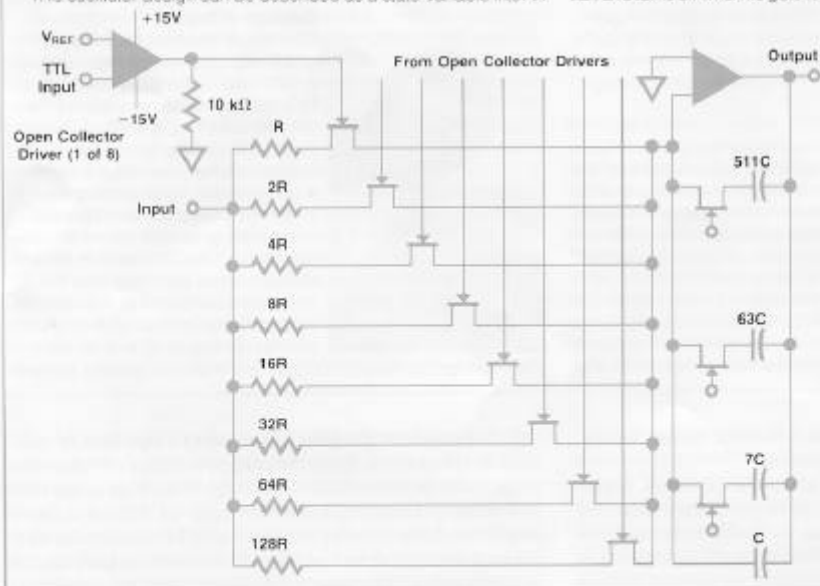 +15V
VREF
TTL
Input
-15V
10 kΩ
Open Collector
Driver (1 of 8)
From Open Collector Drivers
Output
R
2R
Input
4R
8R
16R
32R
64R
128R
511C
63C
7C
C